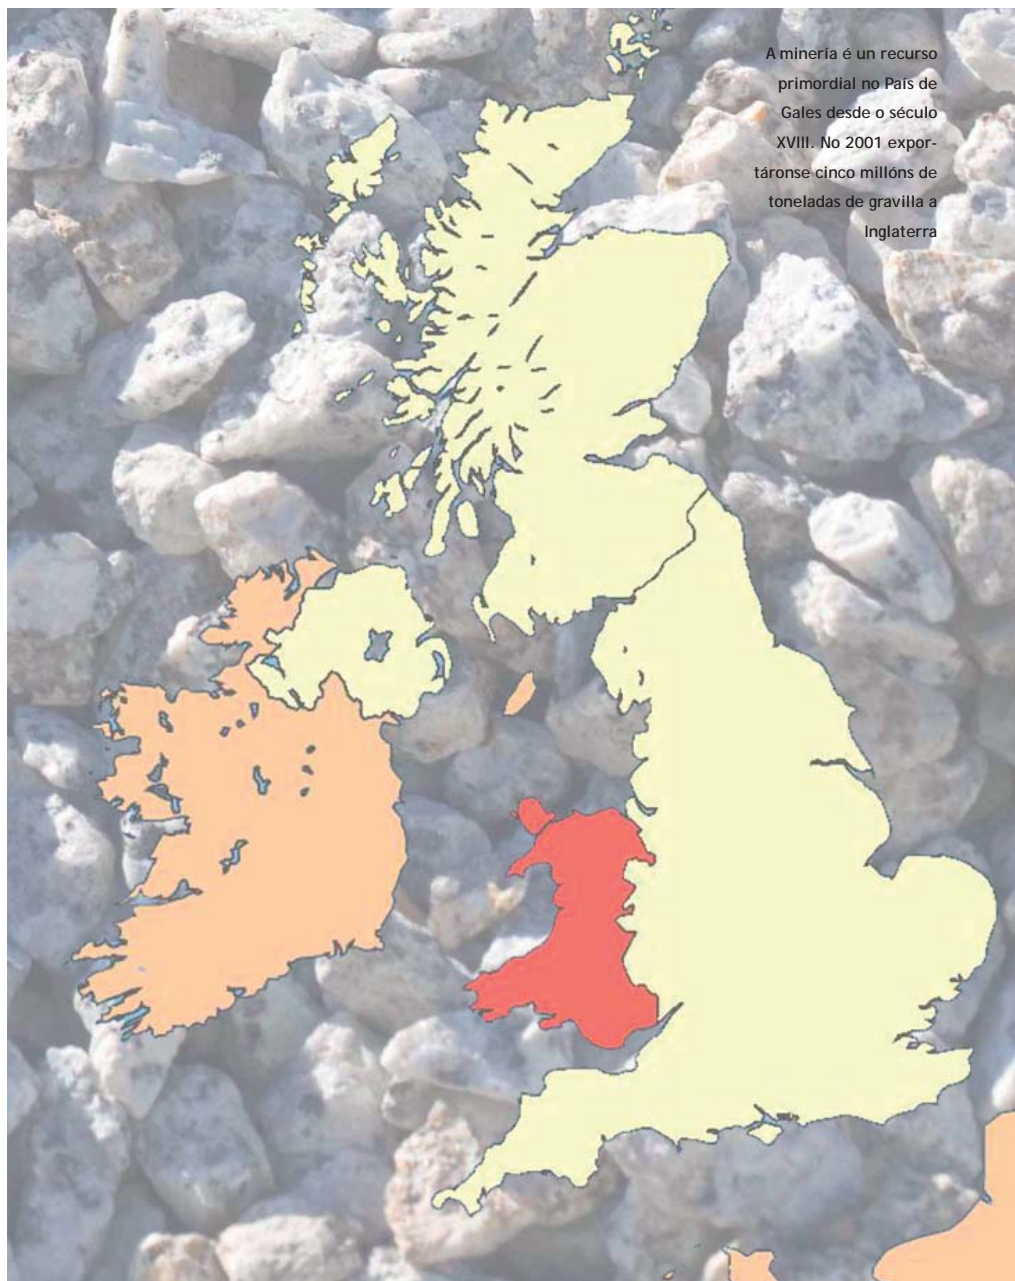 A minería é un recurso
primordial no País de
Gales desde o século
XVIII. No 2001 expor-
táronse cinco millóns de
toneladas de gravilla a
Inglaterra